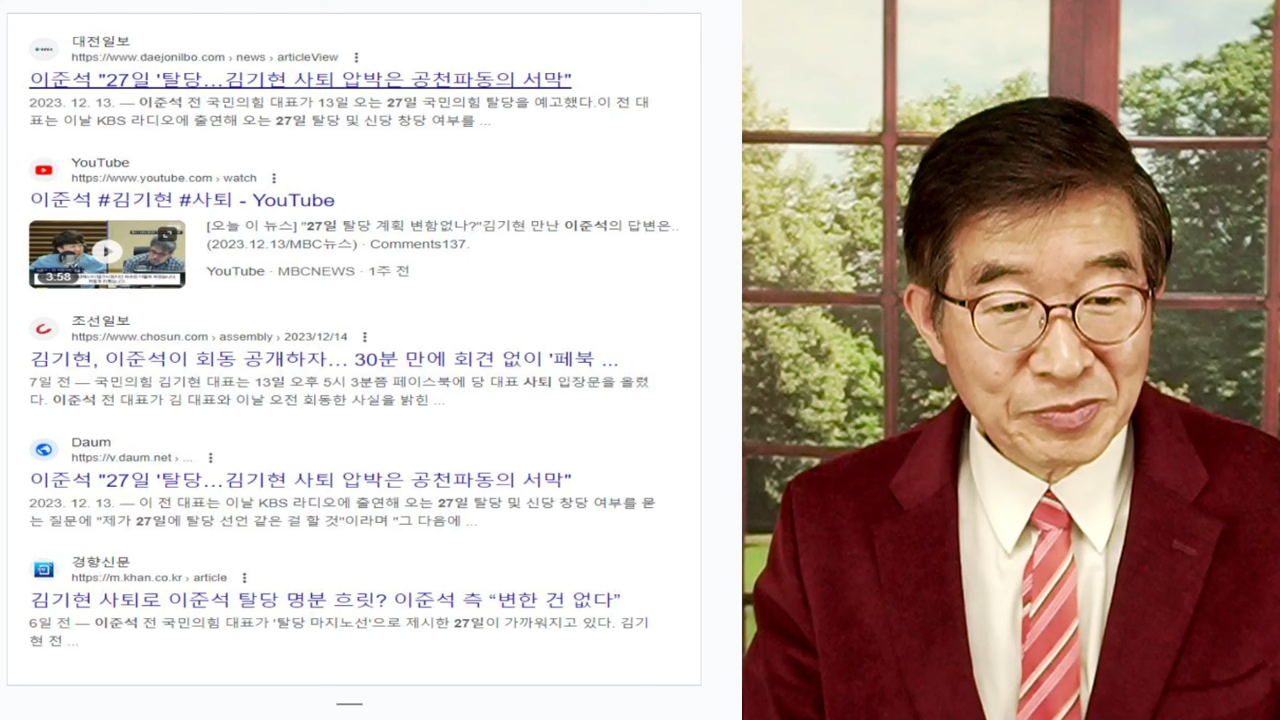 대전일보
https://www.daejonilbo.com › news › articleView
이준석 "27일 '탈당…김기현 사퇴 압박은 공천파동의 서막"
2023. 12. 13. — 이준석 전 국민의힘 대표가 13일 오는 27일 국민의힘 탈당을 예고했다.이 전 대
표는 이날 KBS 라디오에 출연해 오는 27일 탈당 및 신당 창당 여부를 ...
YouTube
https://www.youtube.com › watch
이준석 #김기현 #사퇴 - YouTube
[오늘 이 뉴스] "27일 탈당 계획 변함없나?"김기현 만난 이준석의 답변은..
(2023.12.13/MBC뉴스) · Comments137.
3:58
YouTube · MBCNEWS · 1주 전
조선일보
https://www.chosun.com › assembly › 2023/12/14
김기현, 이준석이 회동 공개하자... 30분 만에 회견 없이 '페북 ...
7일 전 — 국민의힘 김기현 대표는 13일 오후 5시 3분쯤 페이스북에 당 대표 사퇴 입장문을 올렸
다. 이준석 전 대표가 김 대표와 이날 오전 회동한 사실을 밝힌 ...
Daum
https://v.daum.net › ...
이준석 "27일 '탈당…김기현 사퇴 압박은 공천파동의 서막"
2023. 12. 13. — 이 전 대표는 이날 KBS 라디오에 출연해 오는 27일 탈당 및 신당 창당 여부를 묻
는 질문에 "제가 27일에 탈당 선언 같은 걸 할 것"이라며 "그 다음에 ...
경향신문
https://m.khan.co.kr › article
김기현 사퇴로 이준석 탈당 명분 흐릿? 이준석 측 “변한 건 없다”
6일 전 — 이준석 전 국민의힘 대표가 '탈당 마지노선'으로 제시한 27일이 가까워지고 있다. 김기
현 전 ...